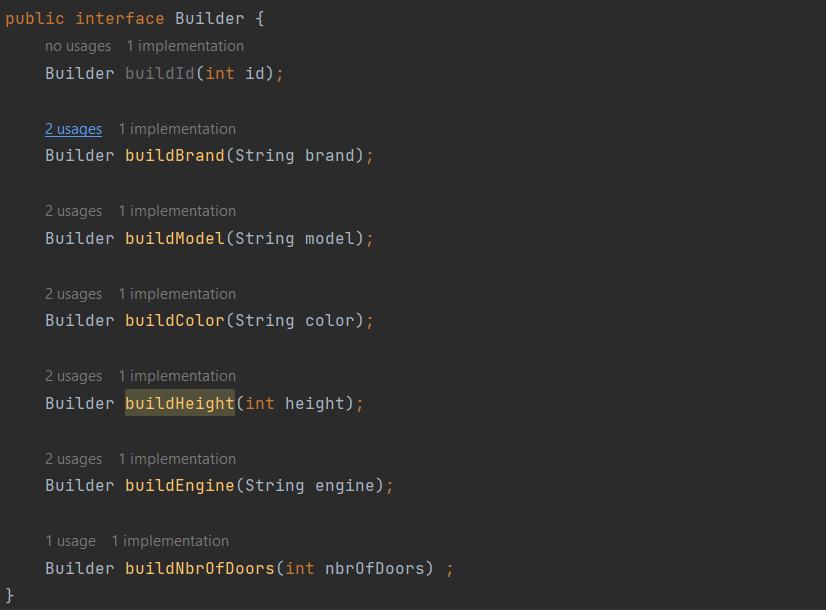 public interface Builder {
no usages 1 implementation
Builder buildId(int id);
2 usages 1 implementation
Builder buildBrand(String brand);
2 usages 1 implementation
Builder buildModel(String model);
2 usages 1 implementation
Builder buildColor(String color);
2 usages 1 implementation
Builder buildHeight(int height);
2 usages 1 implementation
Builder buildEngine(String engine);
1 usage 1 implementation
Builder buildNbrOfDoors(int nbrOfDoors) ;
}